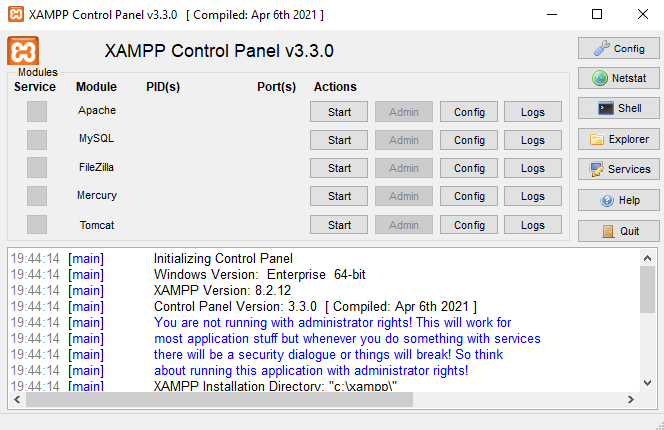 XAMPP Control Panel v3.3.0 [ Compiled: Apr 6th 2021 ]
XAMPP Control Panel v3.3.0
Config
Modules
Service Module PID(s) Port(s) Actions
Netstat
Apache Start Admin Config Logs
Shell
MySQL Start Admin Config Logs
Explorer
FileZilla Start Admin Config Logs
Services
Mercury Start Admin Config Logs
Help
Tomcat Start Admin Config Logs
Quit
19:44:14 [main] Initializing Control Panel
19:44:14 [main] Windows Version: Enterprise 64-bit
19:44:14 [main] XAMPP Version: 8.2.12
19:44:14 [main] Control Panel Version: 3.3.0 [ Compiled: Apr 6th 2021 ]
19:44:14 [main] You are not running with administrator rights! This will work for
19:44:14 [main] most application stuff but whenever you do something with services
19:44:14 [main] there will be a security dialogue or things will break! So think
19:44:14 [main] about running this application with administrator rights!
19:44:14 [main] XAMPP Installation Directory: "c:\xampp\"